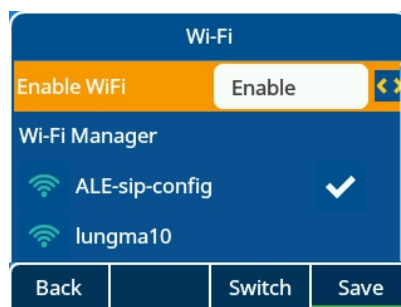 Wi-Fi
Enable WiFi Enable < >
Wi-Fi Manager
ALE-sip-config
lungma10
Back Switch Save